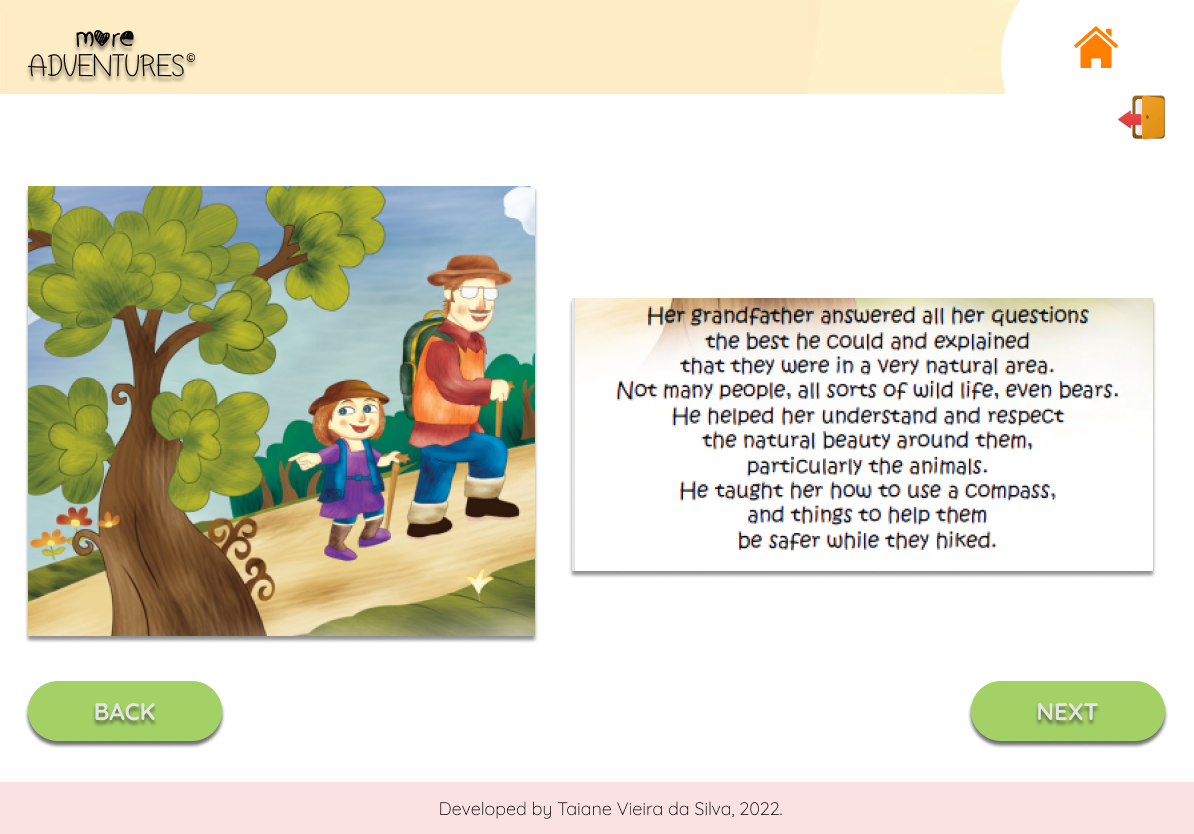 more
ADVENTURES©
Her grandfather answered all her questions
the best he could and explained
that they were in a very natural area.
Not many people, all sorts of wild life, even bears.
He helped her understand and respect
the natural beauty around them,
particularly the animals.
He taught her how to use a compass,
and things to help them
be safer while they hiked.
BACK
NEXT
Developed by Taiane Vieira da Silva, 2022.